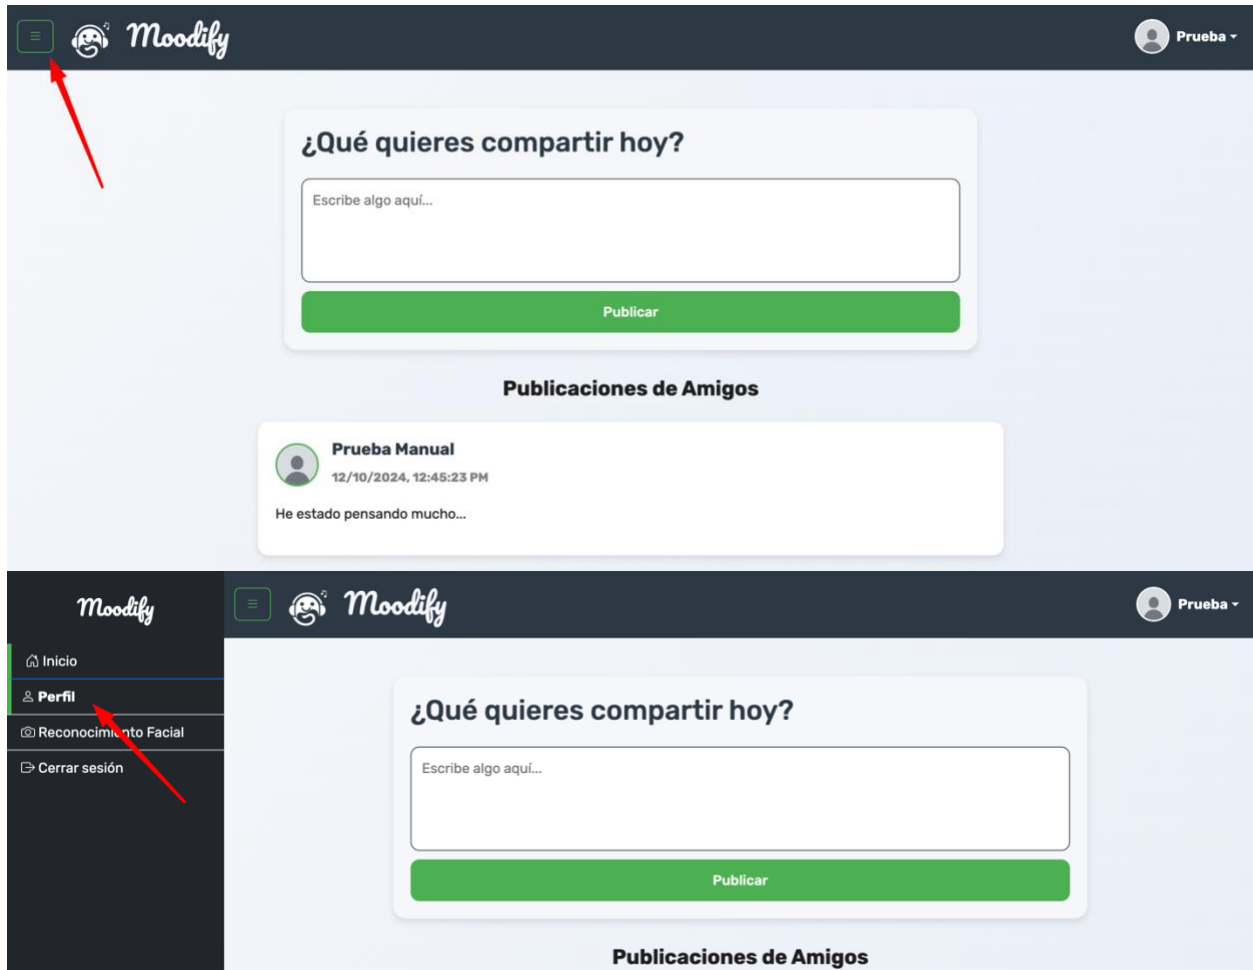 Moodify
Prueba
¿Qué quieres compartir hoy?
Escribe algo aquí...
Publicar
Publicaciones de Amigos
Prueba Manual
12/10/2024, 12:45:23 PM
He estado pensando mucho...
Moodify
Inicio
Perfil
Reconocimiento Facial
Cerrar sesión
Moodify
Prueba
¿Qué quieres compartir hoy?
Escribe algo aquí...
Publicar
Publicaciones de Amigos